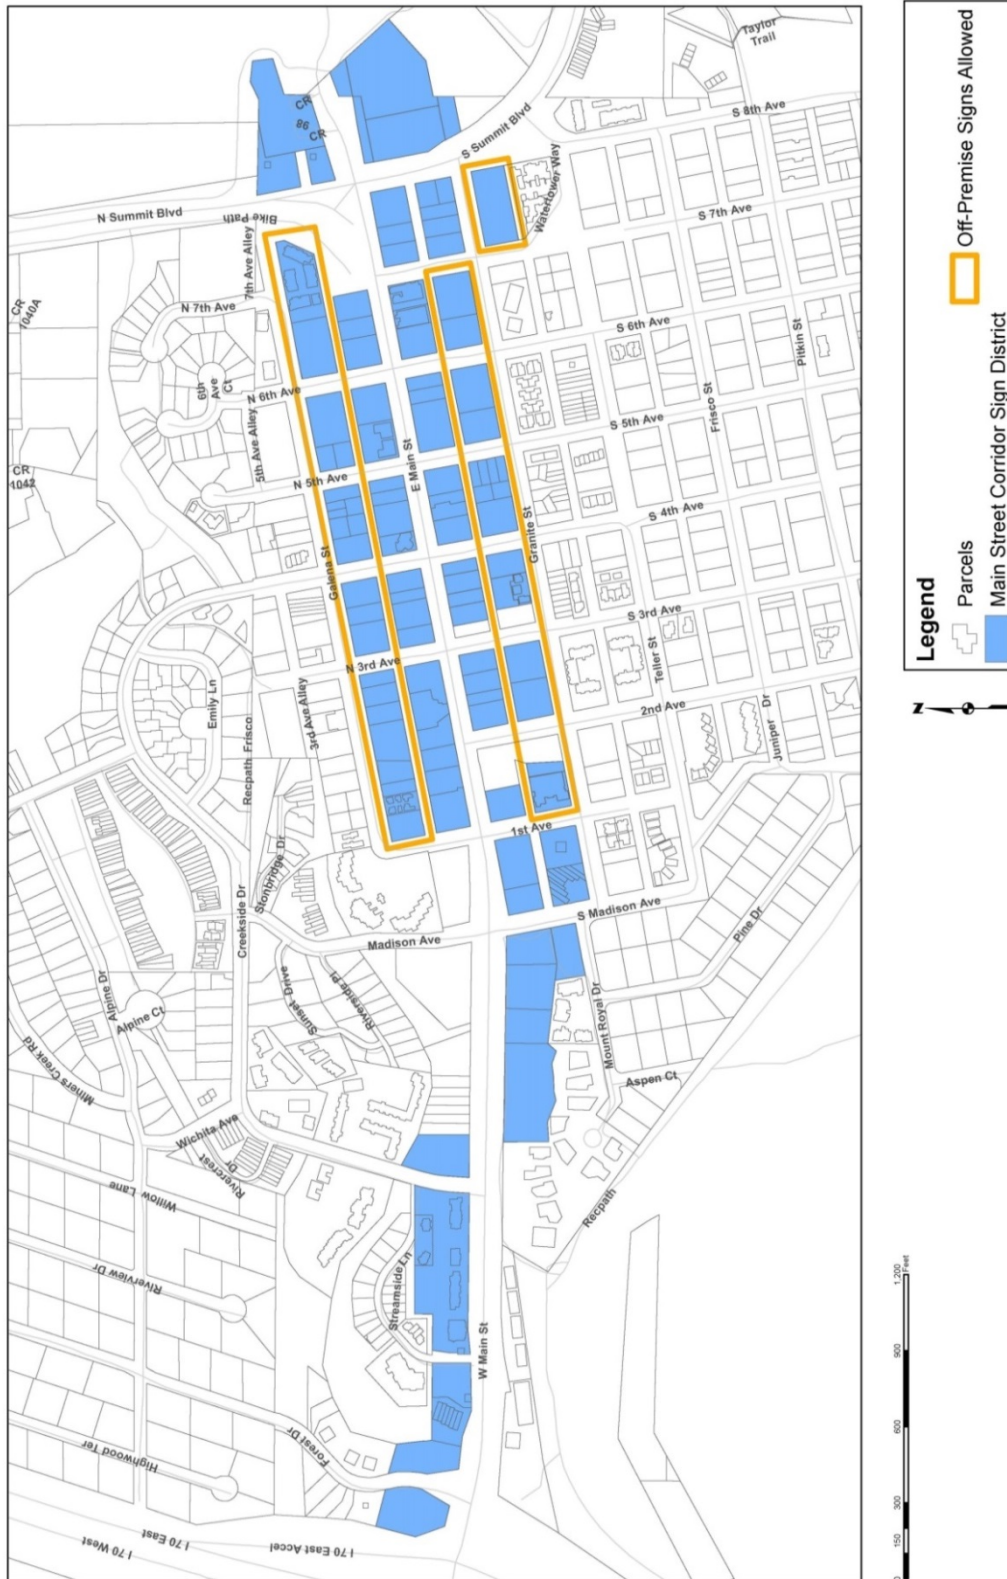 Taylor
Trail
S 8th Ave
S Summit Blvd
CR
98
CR
Watertower Way
N Summit Blvd
Bike Path
S 7th Ave
7th Ave Alley
CR
1040A
N 7th Ave
S 6th Ave
Pitkin St
6th
Ave
Ct
N 6th Ave
Frisco St
5th Ave Alley
S 5th Ave
E Main St
CR
1042
N 5th Ave
S 4th Ave
Granite St
Galena St
S 3rd Ave
N 3rd Ave
Teller St
Emily Ln
3rd Ave Alley
2nd Ave
Recpath Frisco
Juniper Dr
1st Ave
Stonbridge Dr
Creekside Dr
S Madison Ave
Madison Ave
Pine Dr
Alpine Dr
Alpine Ct
Sunset Drive
Riverside Pl
Mount Royal Dr
Miners Creek Rd
Aspen Ct
Wichita Ave
Rivercrest
Dr
Willow Lane
Recpath
Riverview Dr
Streamside Ln
W Main St
Forest Dr
Highwood Ter
I 70 East
I 70 West
I 70 East Accel
Legend
Parcels
Off-Premise Signs Allowed
Main Street Corridor Sign District
N
0 150 300 600 900 1,200
Feet